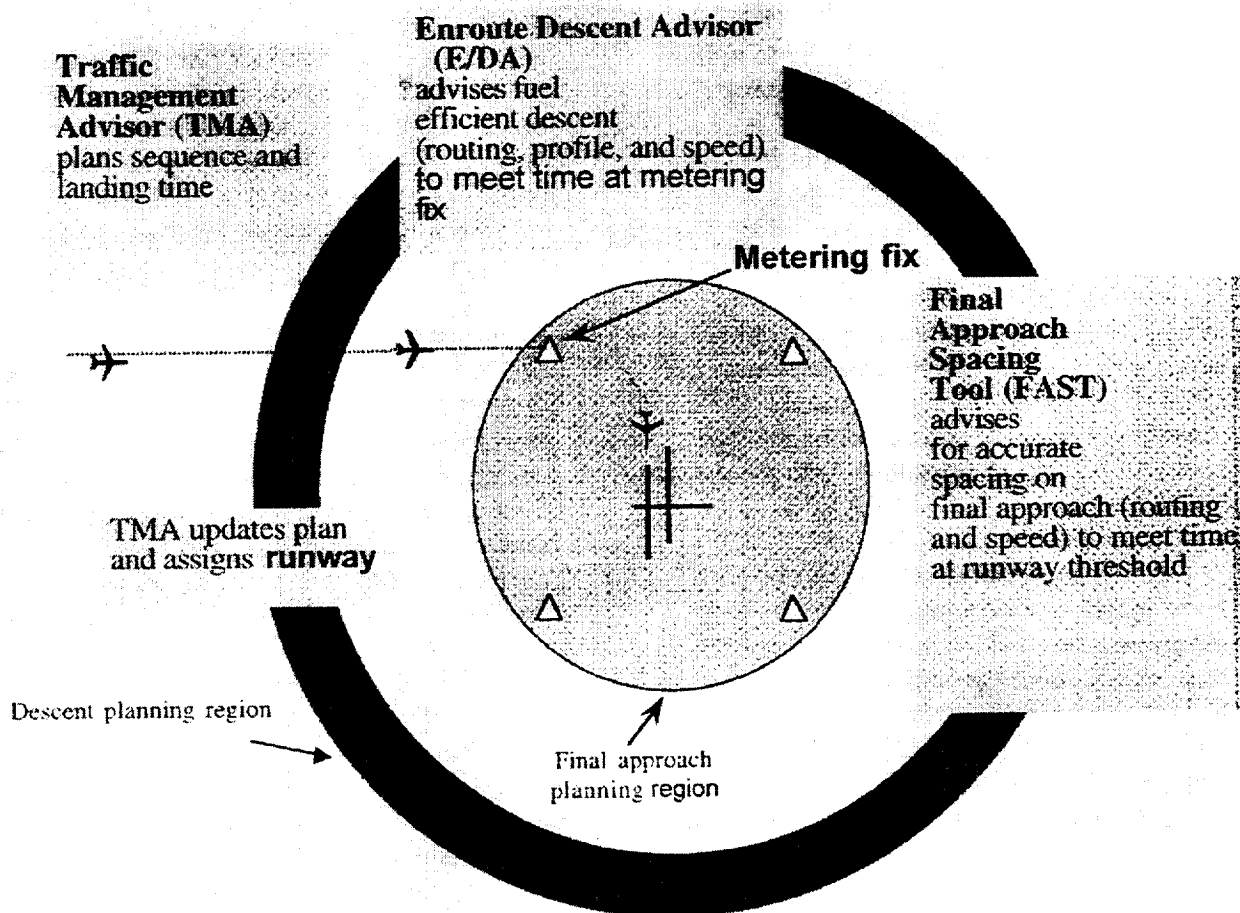 Traffic
Management
Advisor (TMA)
plans sequence and
landing time
Enroute Descent Advisor
(E/DA)
advises fuel
efficient descent
(routing, profile, and speed)
to meet time at metering
fix
Metering fix
Final
Approach
Spacing
Tool (FAST)
advises
for accurate
spacing on
final approach (routing
and speed) to meet time
at runway threshold
TMA updates plan
and assigns runway
Descent planning region
Final approach
planning region